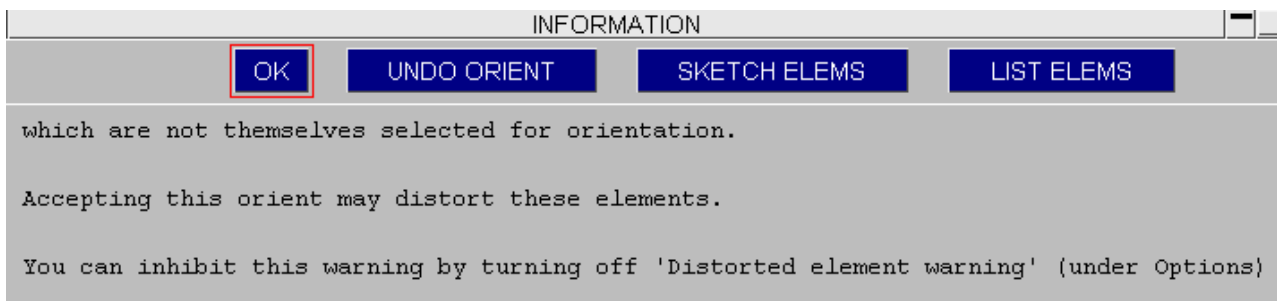 INFORMATION
OK UNDO ORIENT SKETCH ELEMS LIST ELEMS
which are not themselves selected for orientation.
Accepting this orient may distort these elements.
You can inhibit this warning by turning off 'Distorted element warning' (under Options)